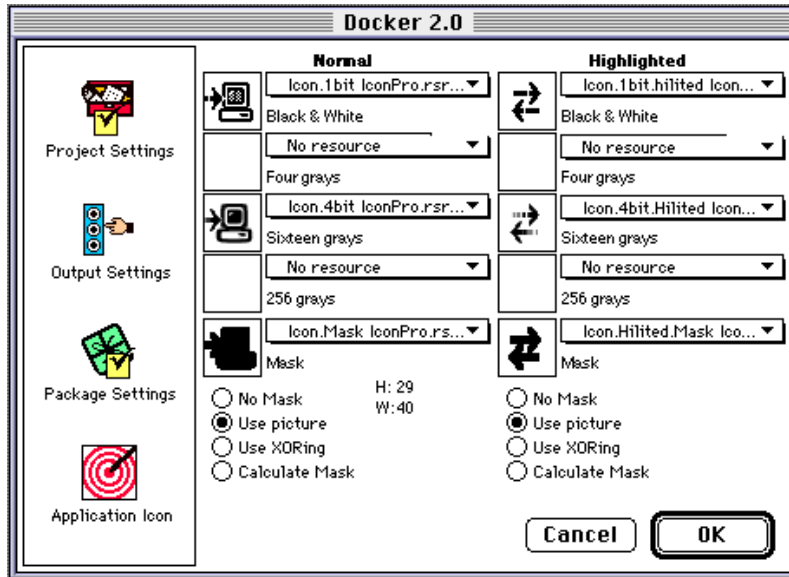 Docker 2.0
Project Settings
Output Settings
Package Settings
Application Icon
Normal
Icon.1bit IconPro.rsr...
Black & White
No resource
Four grays
Icon.4bit IconPro.rsr...
Sixteen grays
No resource
256 grays
Icon.Mask IconPro.rs...
Mask
No Mask
Use picture
Use XORing
Calculate Mask
H: 29
W:40
Highlighted
Icon.1bit.hilited Icon...
Black & White
No resource
Four grays
Icon.4bit.Hilited Icon...
Sixteen grays
No resource
256 grays
Icon.Hilited.Mask Ico...
Mask
No Mask
Use picture
Use XORing
Calculate Mask
Cancel
OK